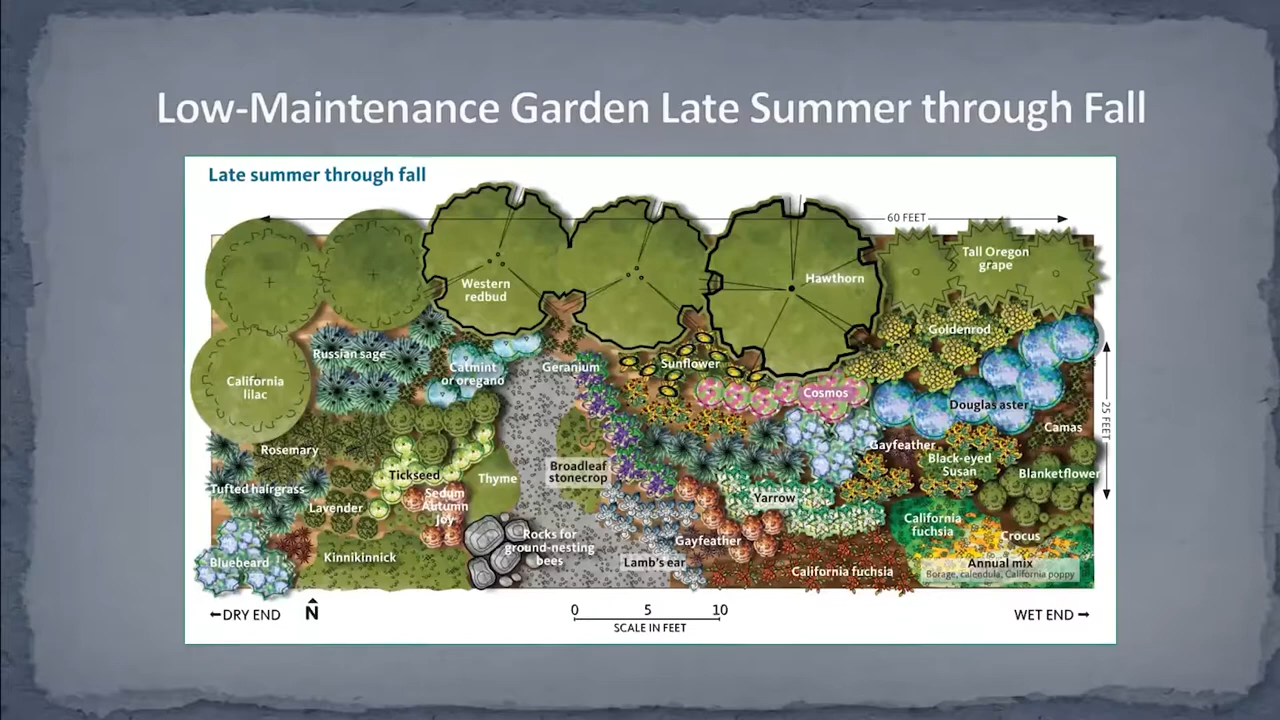 Low-Maintenance Garden Late Summer through Fall
Late summer through fall
60 FEET
Western
redbud
Hawthorn
Tall Oregon
grape
Goldenrod
Russian sage
Catmint
or oregano
Geranium
Sunflower
California
lilac
Cosmos
Douglas aster
25 FEET
Camas
Rosemary
Tickseed
Thyme
Broadleaf
stonecrop
Gayfeather
Black-eyed
Susan
Blanketflower
Tufted hairgrass
Lavender
Sedum
Autumn
Joy
Yarrow
California
fuchsia
Crocus
Rocks for
ground-nesting
bees
Gayfeather
Bluebeard
Kinnikinnick
Lamb's ear
California fuchsia
Annual mix
Borage, calendula, California poppy
←DRY END
N
0 5 10
SCALE IN FEET
WET END →